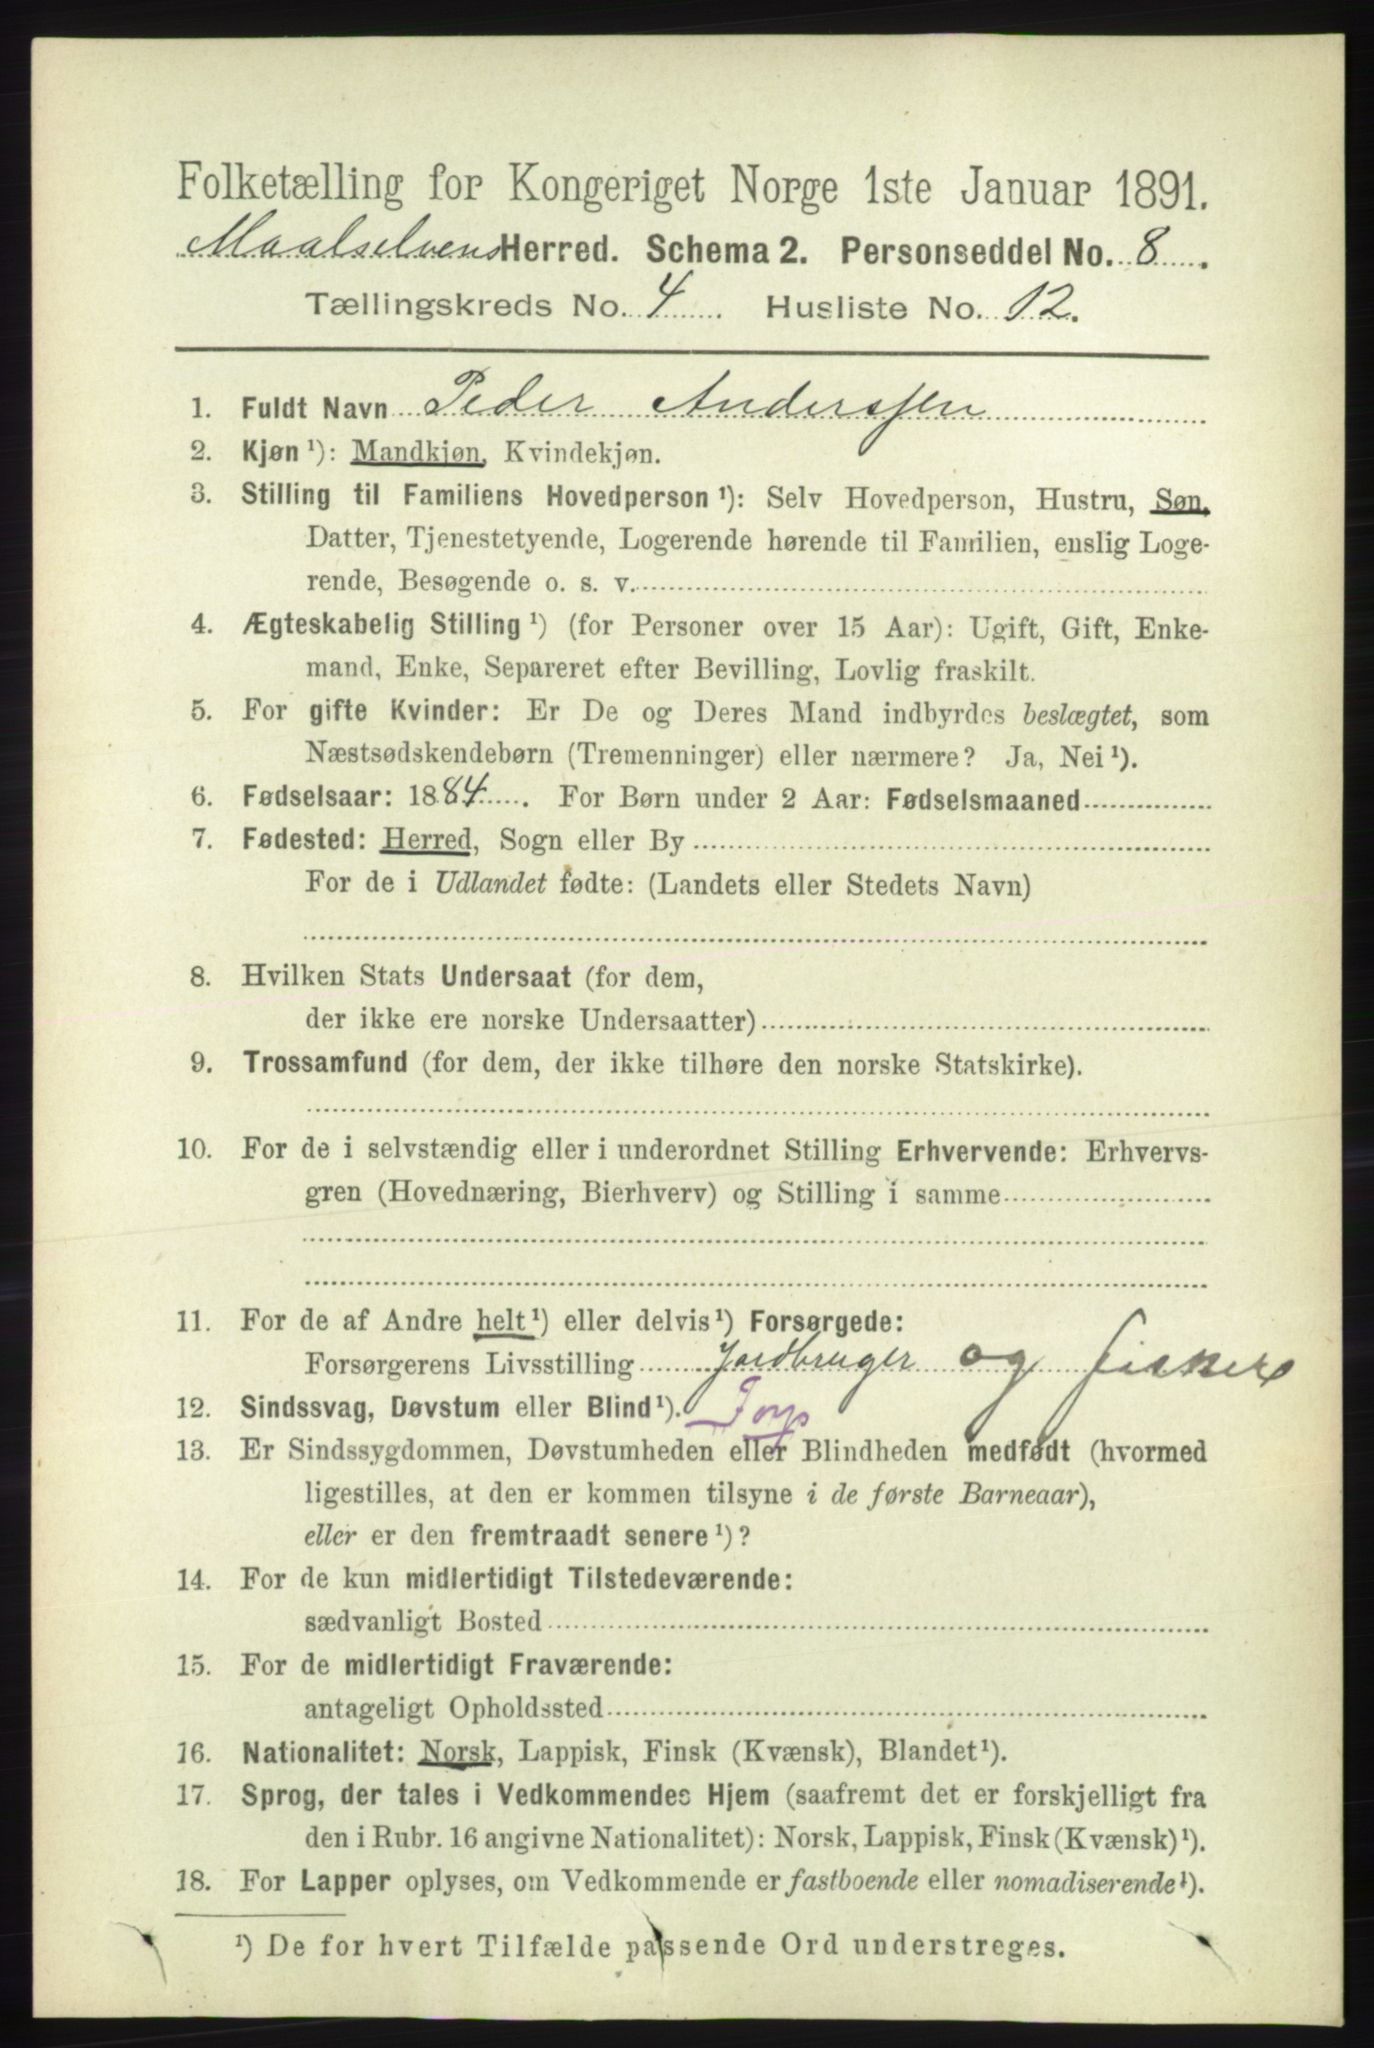 Folketælling for Kongeriget Norge 1ste Januar 1891.
Maalselvens Herred. Schema 2. Personseddel No. 8.
Tællingskreds No. 4 Husliste No. 12.
1. Fuldt Navn Peder Anderssen
2. Kjøn ¹): Mandkjøn, Kvindekjøn.
3. Stilling til Familiens Hovedperson ¹): Selv Hovedperson, Hustru, Søn,
Datter, Tjenestetyende, Logerende hørende til Familien, enslig Loge-
rende, Besøgende o. s. v.
4. Ægteskabelig Stilling ¹) (for Personer over 15 Aar): Ugift, Gift, Enke-
mand, Enke, Separeret efter Bevilling, Lovlig fraskilt.
5. For gifte Kvinder: Er De og Deres Mand indbyrdes beslægtet, som
Næstsødskendebørn (Tremenninger) eller nærmere? Ja, Nei ¹).
6. Fødselsaar: 1884. For Børn under 2 Aar: Fødselsmaaned
7. Fødested: Herred, Sogn eller By
For de i Udlandet fødte: (Landets eller Stedets Navn)
8. Hvilken Stats Undersaat (for dem,
der ikke ere norske Undersaatter)
9. Trossamfund (for dem, der ikke tilhøre den norske Statskirke).
10. For de i selvstændig eller i underordnet Stilling Erhvervende: Erhvervs-
gren (Hovednæring, Bierhverv) og Stilling i samme
11. For de af Andre helt ¹) eller delvis ¹) Forsørgede:
Forsørgerens Livsstilling Jordbruger og fisker
12. Sindssvag, Døvstum eller Blind ¹).
13. Er Sindssygdommen, Døvstumheden eller Blindheden medfødt (hvormed
ligestilles, at den er kommen tilsyne i de første Barneaar),
eller er den fremtraadt senere ¹)?
14. For de kun midlertidigt Tilstedeværende:
sædvanligt Bosted
15. For de midlertidigt Fraværende:
antageligt Opholdssted
16. Nationalitet: Norsk, Lappisk, Finsk (Kvænsk), Blandet ¹).
17. Sprog, der tales i Vedkommendes Hjem (saafremt det er forskjelligt fra
den i Rubr. 16 angivne Nationalitet): Norsk, Lappisk, Finsk (Kvænsk) ¹).
18. For Lapper oplyses, om Vedkommende er fastboende eller nomadiserende ¹).
¹) De for hvert Tilfælde passende Ord understreges.